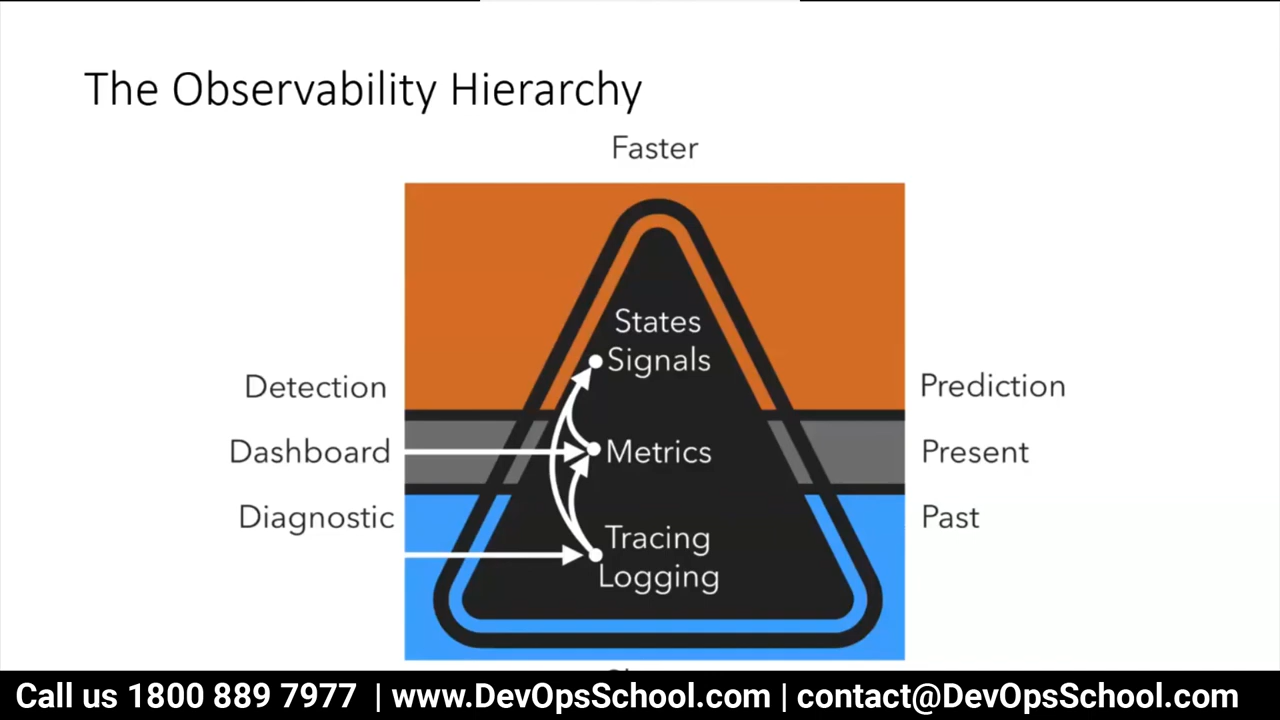 The Observability Hierarchy
Faster
States
Signals
Detection
Prediction
Dashboard
Metrics
Present
Diagnostic
Past
Tracing
Logging
Call us 1800 889 7977 | www.DevOpsSchool.com | contact@DevOpsSchool.com